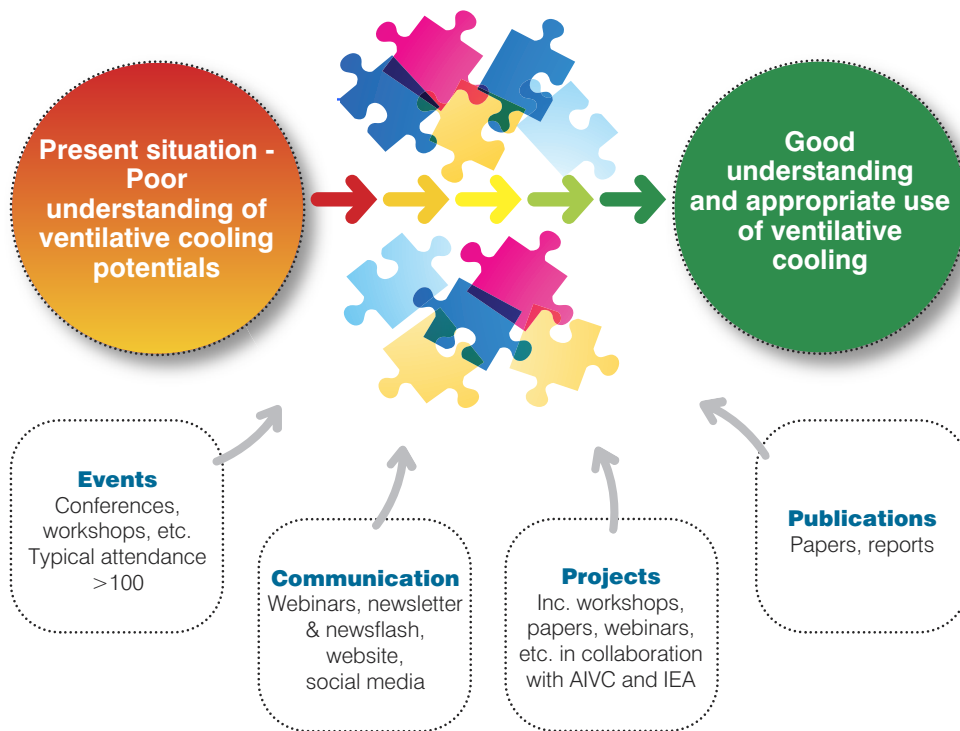 Present situation -
Poor
understanding of
ventilative cooling
potentials
Good
understanding
and appropriate use
of ventilative
cooling
Events
Conferences,
workshops, etc.
Typical attendance
>100
Communication
Webinars, newsletter
& newsflash,
website,
social media
Projects
Inc. workshops,
papers, webinars,
etc. in collaboration
with AIVC and IEA
Publications
Papers, reports